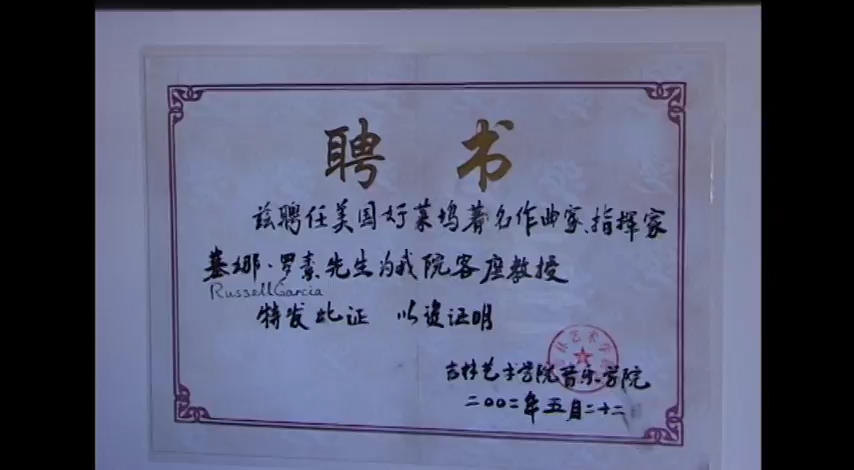 聘书
兹聘任美国好莱坞著名作曲家、指挥家
基娜·罗素先生为我院客座教授
Russell Garcia
特发此证 以资证明
吉林艺术学院音乐学院
二〇〇二年五月二十二